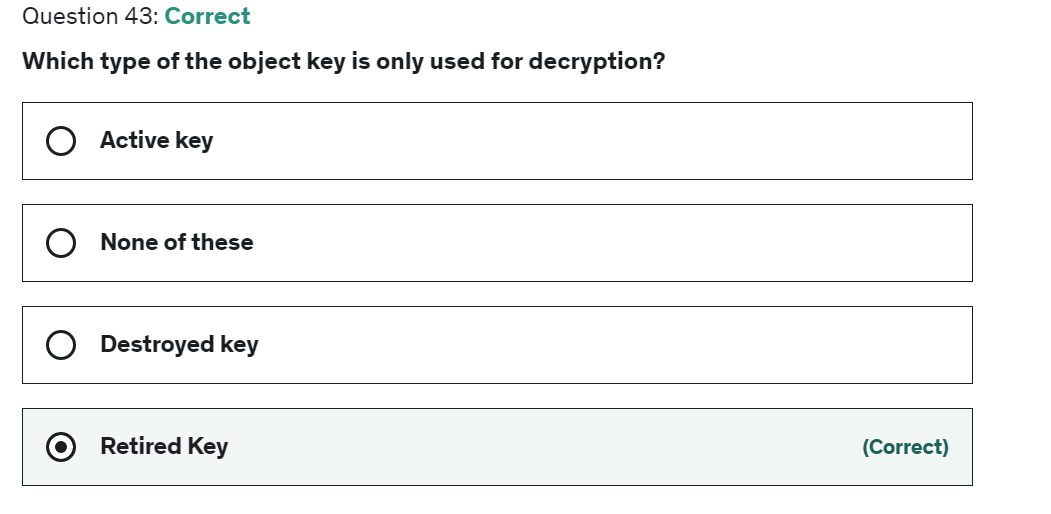 Question 43: Correct
Which type of the object key is only used for decryption?
Active key
None of these
Destroyed key
Retired Key (Correct)